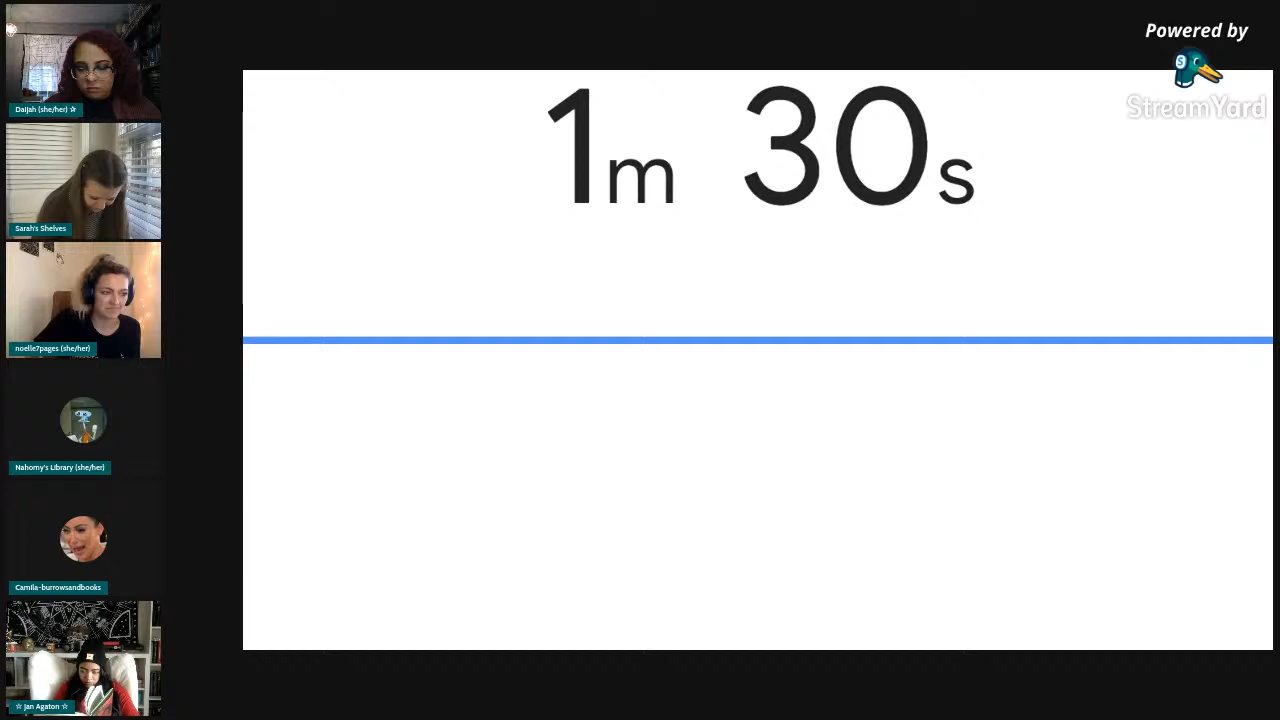 Powered by
StreamYard
1m 30s
Daijah (she/her) ☆
Sarah's Shelves
noelle7pages (she/her)
Nahomy's Library (she/her)
Camila-burrowsandbooks
☆ Jan Agaton ☆